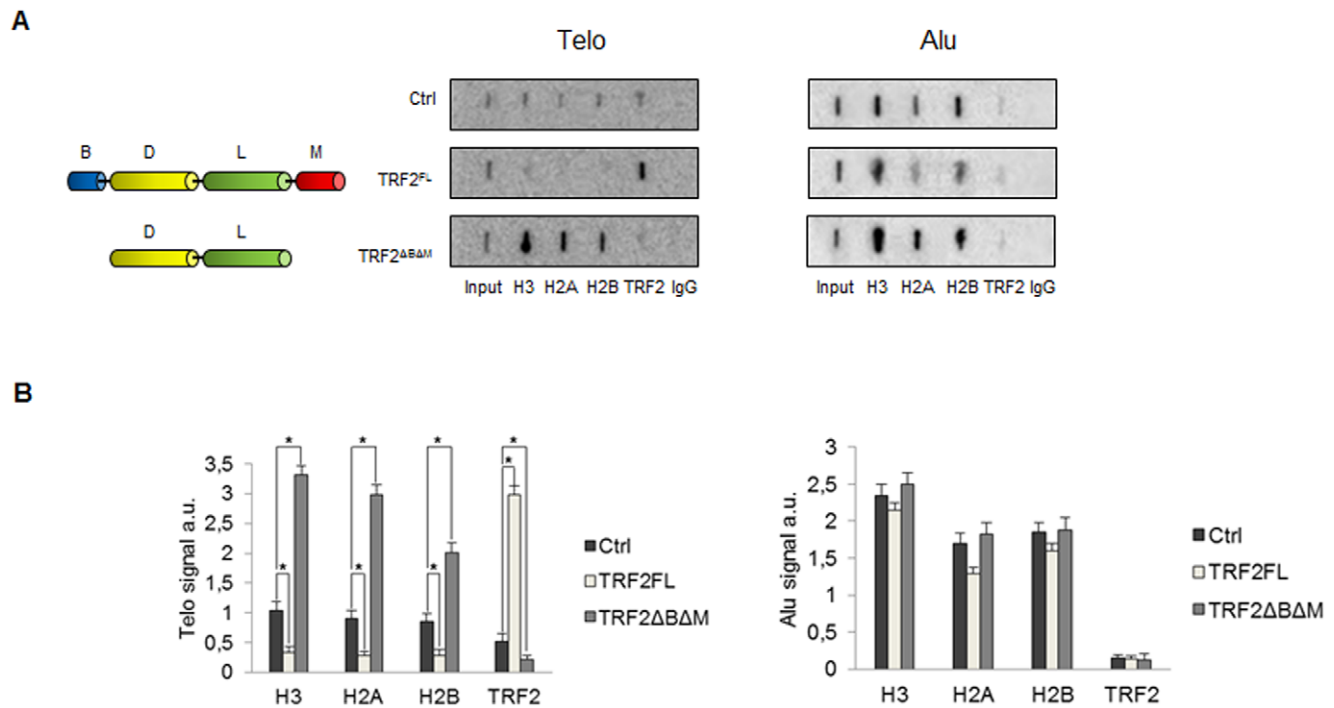 A
Telo
Alu
Ctrl
B D L M
TRF2FL
D L
TRF2ΔBΔM
Input H3 H2A H2B TRF2 IgG
Input H3 H2A H2B TRF2 IgG
B
Telo signal a.u.
3,5
3
2,5
2
1,5
1
0,5
0
* * * *
*
* * *
H3 H2A H2B TRF2
Ctrl
TRF2FL
TRF2ΔBΔM
Alu signal a.u.
3
2,5
2
1,5
1
0,5
0
H3 H2A H2B TRF2
Ctrl
TRF2FL
TRF2ΔBΔM